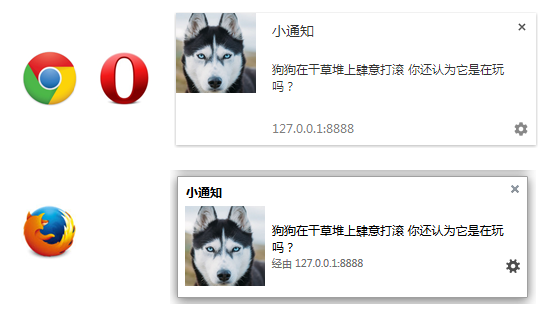 小通知
狗狗在干草堆上肆意打滚 你还认为它是在玩
吗？
127.0.0.1:8888
小通知
狗狗在干草堆上肆意打滚 你还认为它是在玩
吗？
经由 127.0.0.1:8888